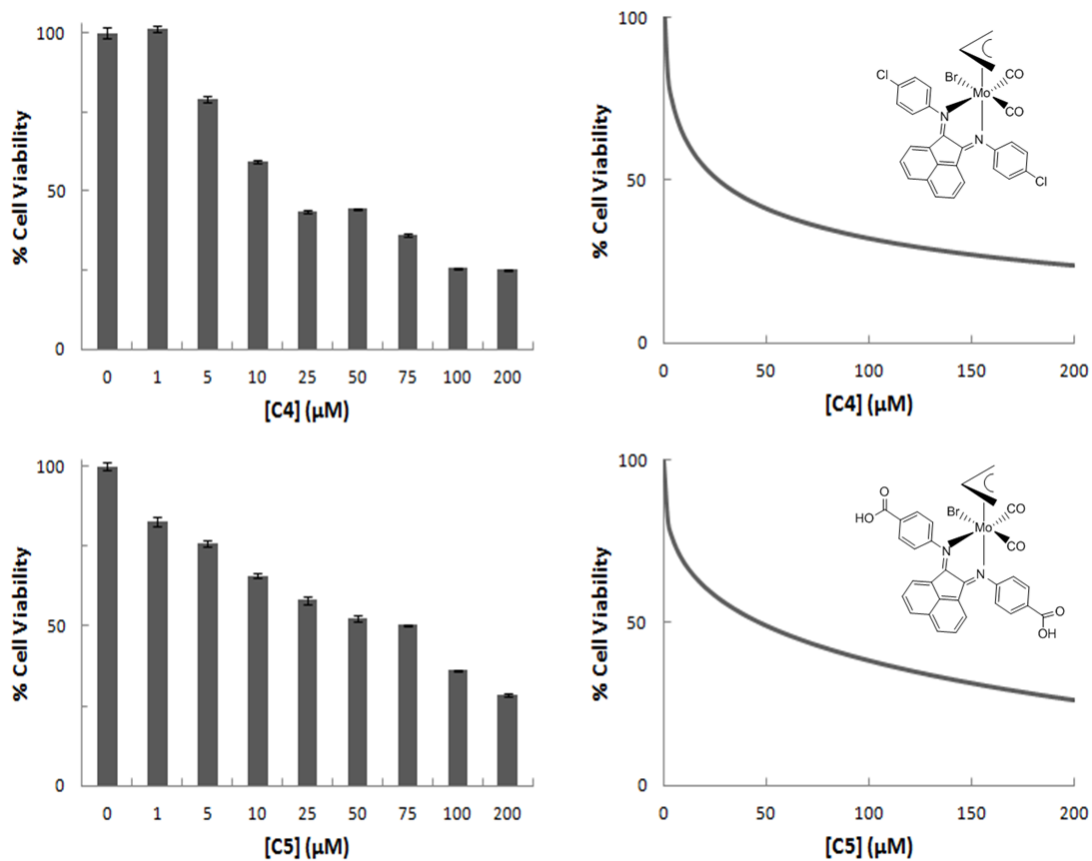 % Cell Viability
100
50
0
0 1 5 10 25 50 75 100 200
[C4] (μM)
% Cell Viability
100
50
0
0 50 100 150 200
[C4] (μM)
Cl
Br
Mo
CO
CO
N
N
Cl
% Cell Viability
100
50
0
0 1 5 10 25 50 75 100 200
[C5] (μM)
% Cell Viability
100
50
0
0 50 100 150 200
[C5] (μM)
O
HO
Br
Mo
CO
CO
N
N
O
OH